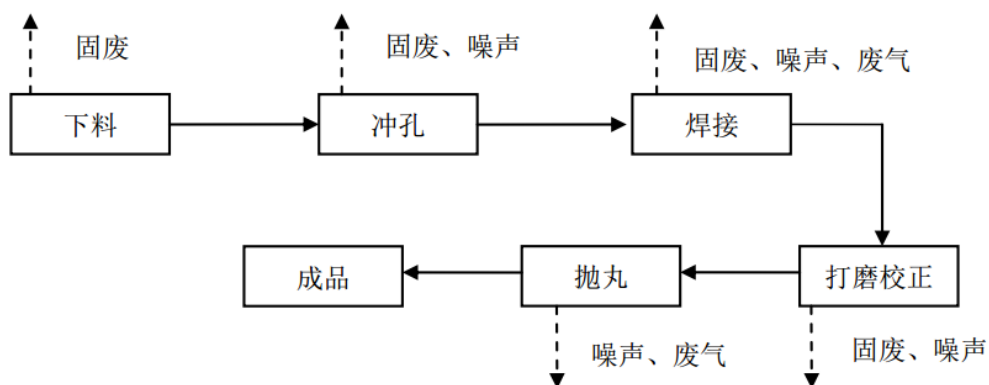 固废
固废、噪声
固废、噪声、废气
下料
冲孔
焊接
成品
抛丸
打磨校正
噪声、废气
固废、噪声